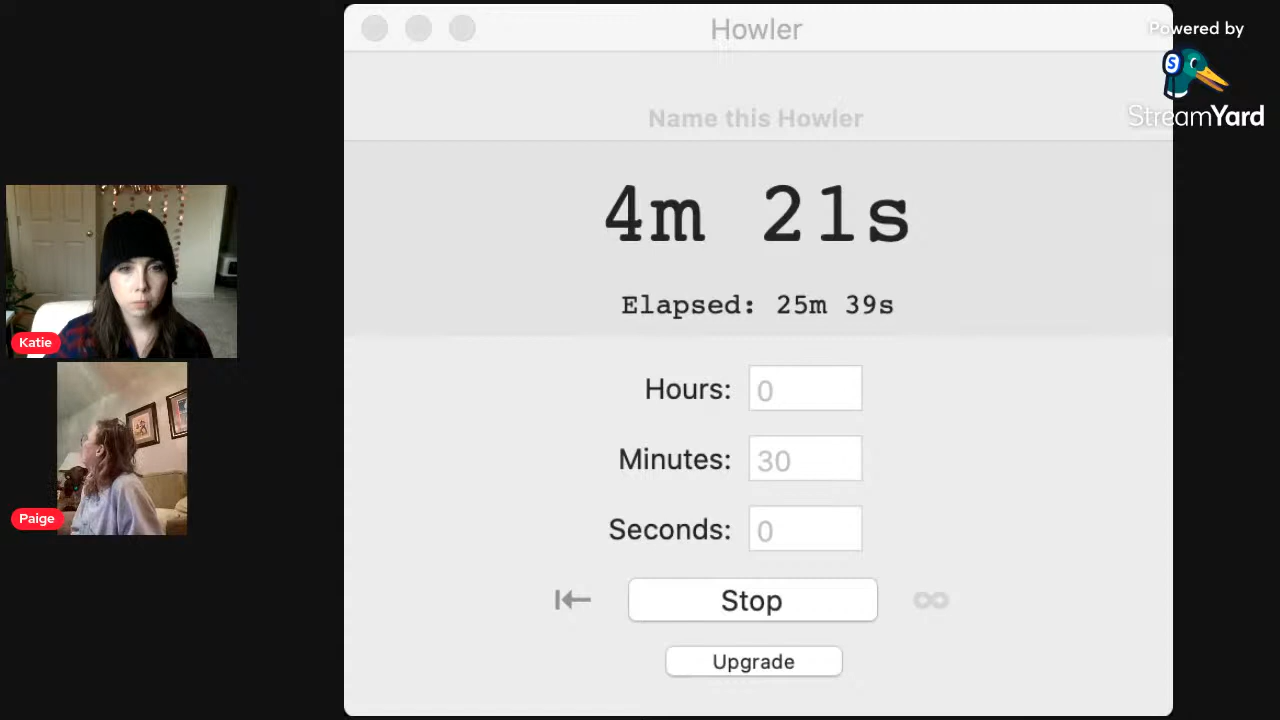 Howler
Powered by
StreamYard
Name this Howler
4m 21s
Elapsed: 25m 39s
Hours: 0
Minutes: 30
Seconds: 0
Stop
Upgrade
Katie
Paige
S